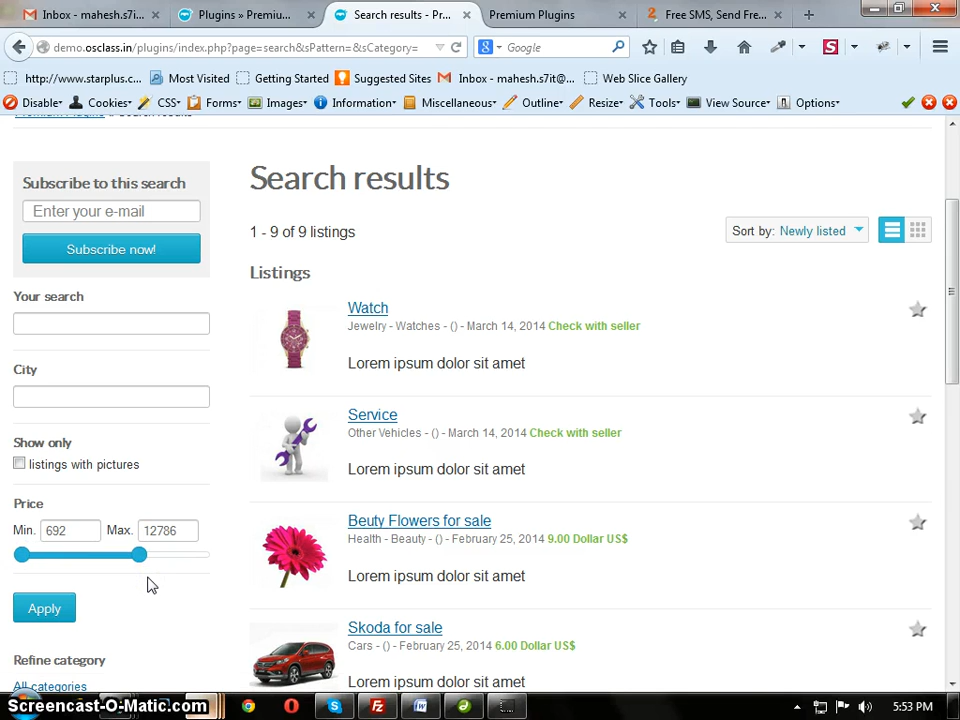 Inbox - mahesh.s7i...
Plugins » Premiu...
Search results - Pr...
Premium Plugins
Free SMS, Send Fre...
demo.osclass.in/plugins/index.php?page=search&sPattern=&sCategory=
Google
http://www.starplus.c...
Most Visited
Getting Started
Suggested Sites
Inbox - mahesh.s7it@...
Web Slice Gallery
Disable
Cookies
CSS
Forms
Images
Information
Miscellaneous
Outline
Resize
Tools
View Source
Options
Premium Plugins » Search results
Subscribe to this search
Enter your e-mail
Subscribe now!
Your search
City
Show only
listings with pictures
Price
Min. 692 Max. 12786
Apply
Refine category
All categories
Search results
1 - 9 of 9 listings
Sort by: Newly listed
Listings
Watch
Jewelry - Watches - () - March 14, 2014 Check with seller
Lorem ipsum dolor sit amet
Service
Other Vehicles - () - March 14, 2014 Check with seller
Lorem ipsum dolor sit amet
Beuty Flowers for sale
Health - Beauty - () - February 25, 2014 9.00 Dollar US$
Lorem ipsum dolor sit amet
Skoda for sale
Cars - () - February 25, 2014 6.00 Dollar US$
Lorem ipsum dolor sit amet
Screencast-O-Matic.com
5:53 PM